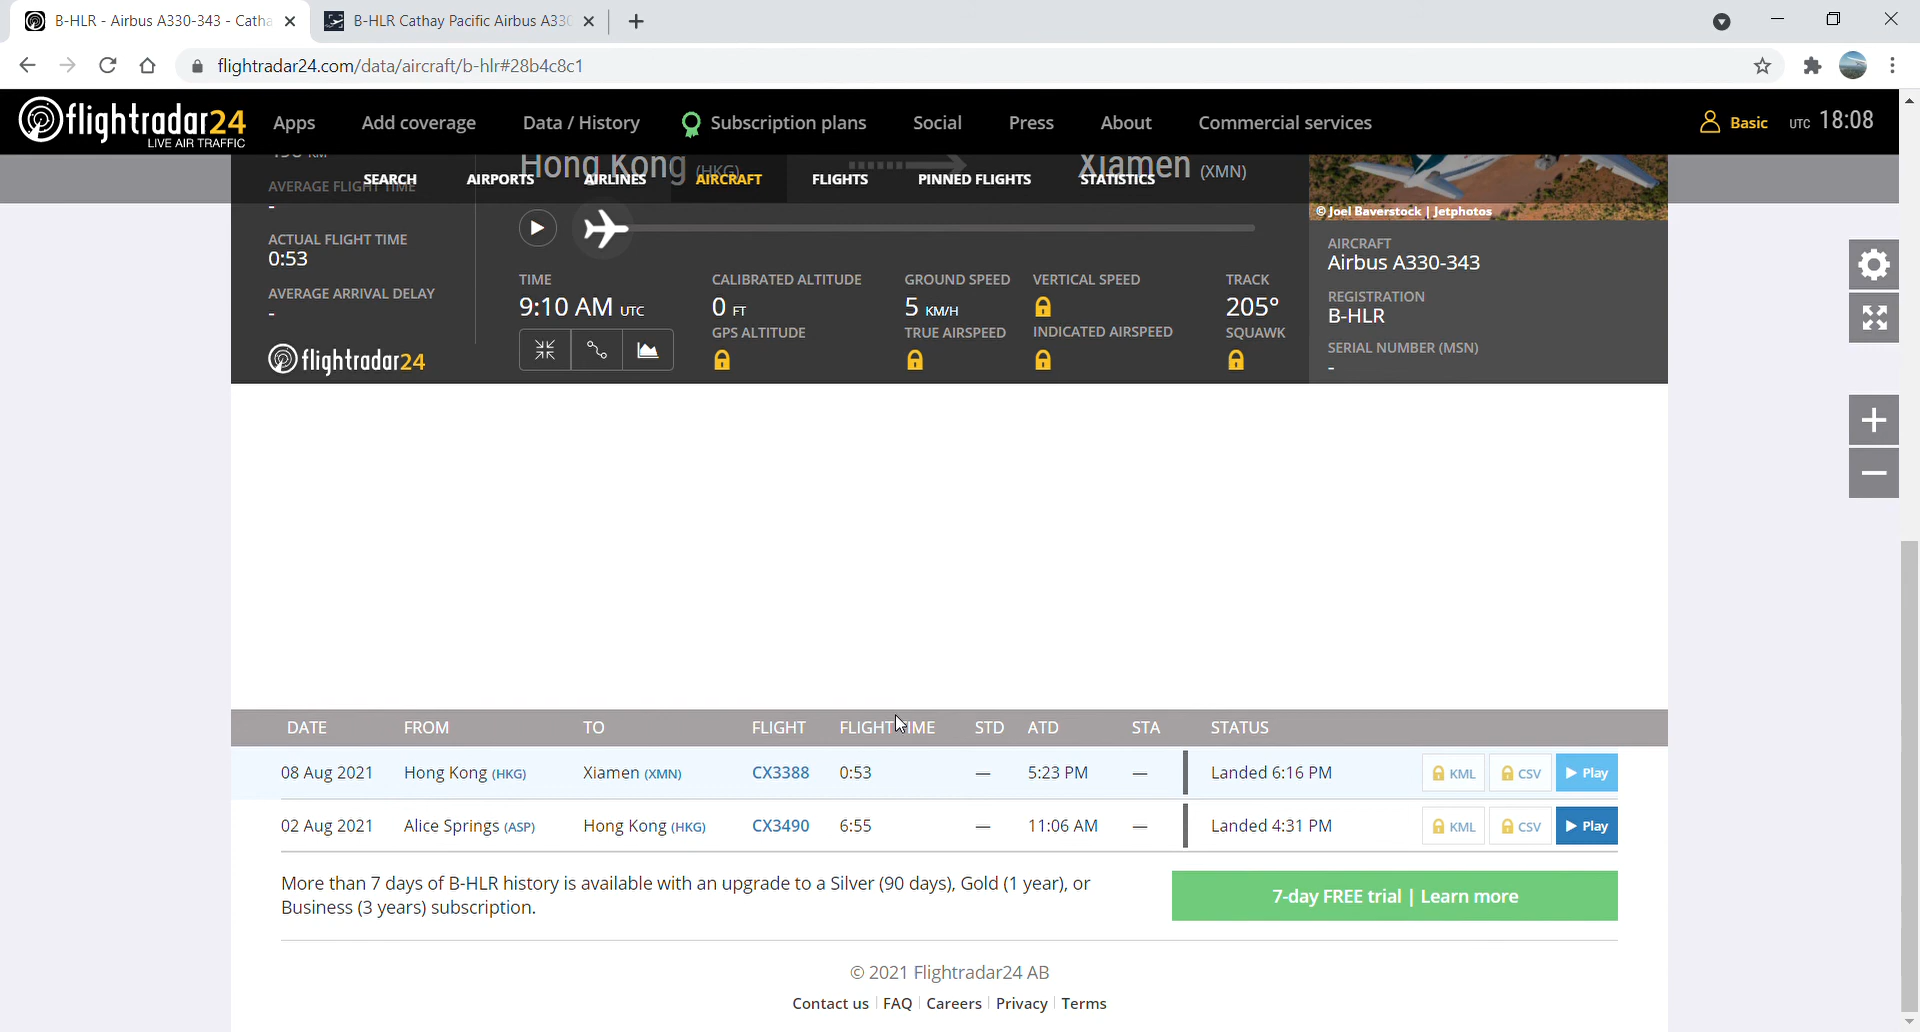 B-HLR - Airbus A330-343 - Catha
B-HLR Cathay Pacific Airbus A330
flightradar24.com/data/aircraft/b-hlr#28b4c8c1
flightradar24
LIVE AIR TRAFFIC
Apps
Add coverage
Data / History
Subscription plans
Social
Press
About
Commercial services
Basic
UTC 18:08
Hong Kong (HKG)
Xiamen (XMN)
SEARCH
AIRPORTS
AIRLINES
AIRCRAFT
FLIGHTS
PINNED FLIGHTS
STATISTICS
AVERAGE FLIGHT TIME
-
ACTUAL FLIGHT TIME
0:53
AVERAGE ARRIVAL DELAY
-
flightradar24
TIME
9:10 AM UTC
CALIBRATED ALTITUDE
0 FT
GPS ALTITUDE
GROUND SPEED
5 KM/H
TRUE AIRSPEED
VERTICAL SPEED
INDICATED AIRSPEED
TRACK
205°
SQUAWK
© Joel Baverstock | Jetphotos
AIRCRAFT
Airbus A330-343
REGISTRATION
B-HLR
SERIAL NUMBER (MSN)
-
DATE FROM TO FLIGHT FLIGHT TIME STD ATD STA STATUS
08 Aug 2021 Hong Kong (HKG) Xiamen (XMN) CX3388 0:53 — 5:23 PM — Landed 6:16 PM KML CSV Play
02 Aug 2021 Alice Springs (ASP) Hong Kong (HKG) CX3490 6:55 — 11:06 AM — Landed 4:31 PM KML CSV Play
More than 7 days of B-HLR history is available with an upgrade to a Silver (90 days), Gold (1 year), or
Business (3 years) subscription.
7-day FREE trial | Learn more
© 2021 Flightradar24 AB
Contact us | FAQ | Careers | Privacy | Terms